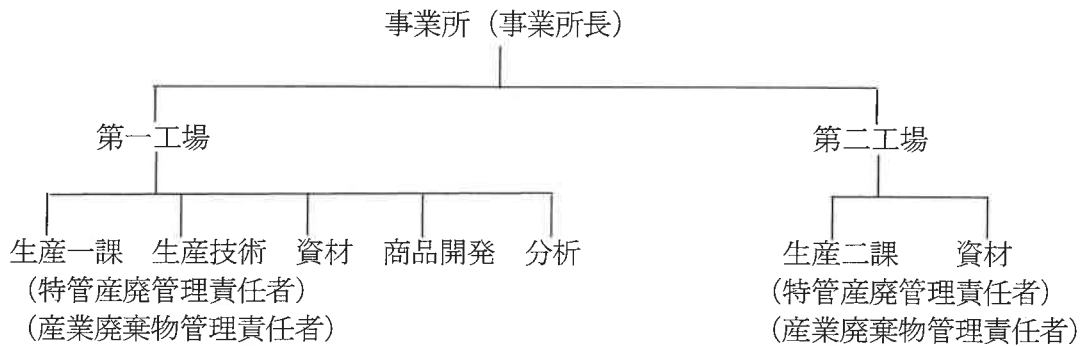 事業所（事業所長）
第一工場 第二工場
生産一課 生産技術 資材 商品開発 分析 生産二課 資材
（特管産廃管理責任者） （特管産廃管理責任者）
（産業廃棄物管理責任者） （産業廃棄物管理責任者）